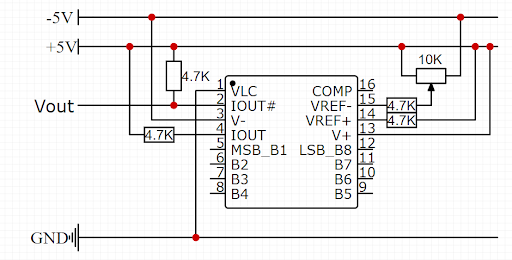 -5V
+5V
10K
4.7K
1 VLC COMP 16
Vout 2 IOUT# VREF- 15 4.7K
3 V- VREF+ 14 4.7K
4.7K 4 IOUT V+ 13
5 MSB_B1 LSB_B8 12
6 B2 B7 11
7 B3 B6 10
8 B4 B5 9
GND